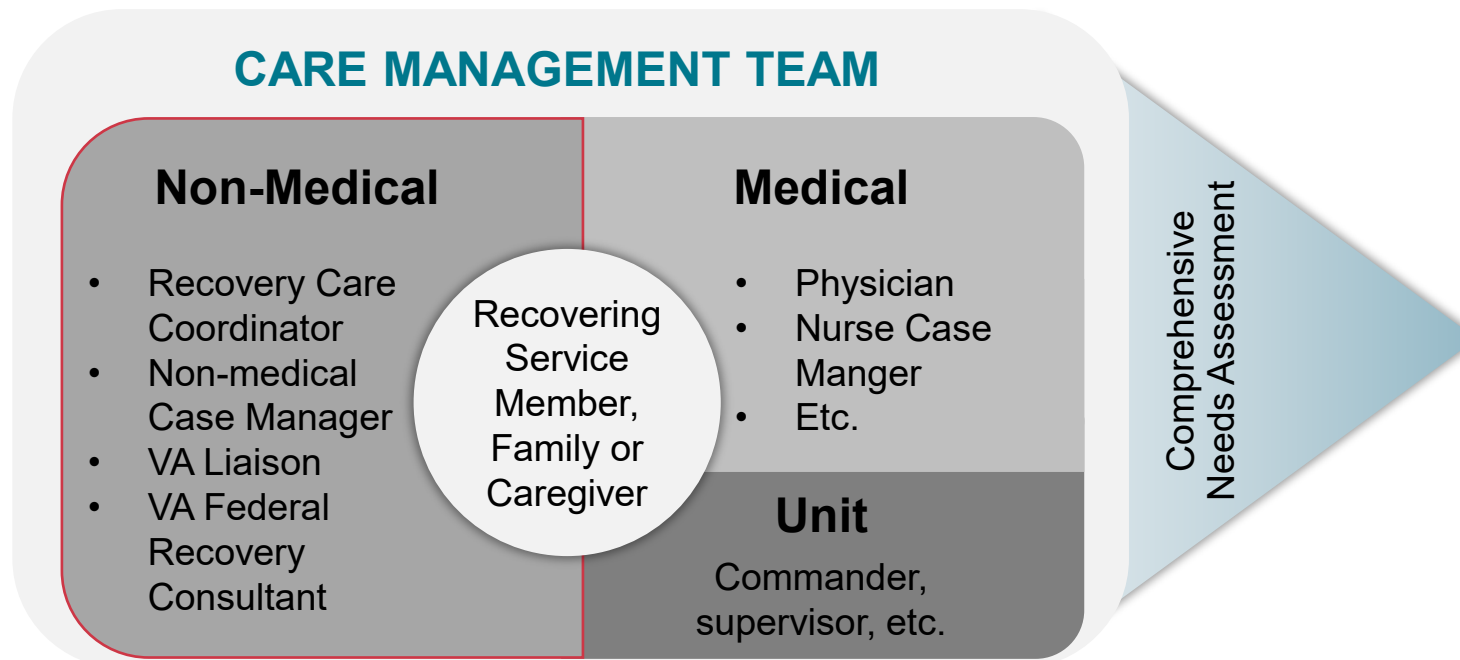 CARE MANAGEMENT TEAM
Non-Medical
• Recovery Care
Coordinator
• Non-medical
Case Manager
• VA Liaison
• VA Federal
Recovery
Consultant
Recovering
Service
Member,
Family or
Caregiver
Medical
• Physician
• Nurse Case
Manger
• Etc.
Unit
Commander,
supervisor, etc.
Comprehensive
Needs Assessment